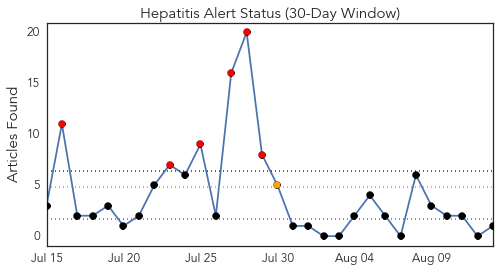 Hepatitis Alert Status (30-Day Window)
Articles Found
20
15
10
5
0
Jul 15
Jul 20
Jul 25
Jul 30
Aug 04
Aug 09